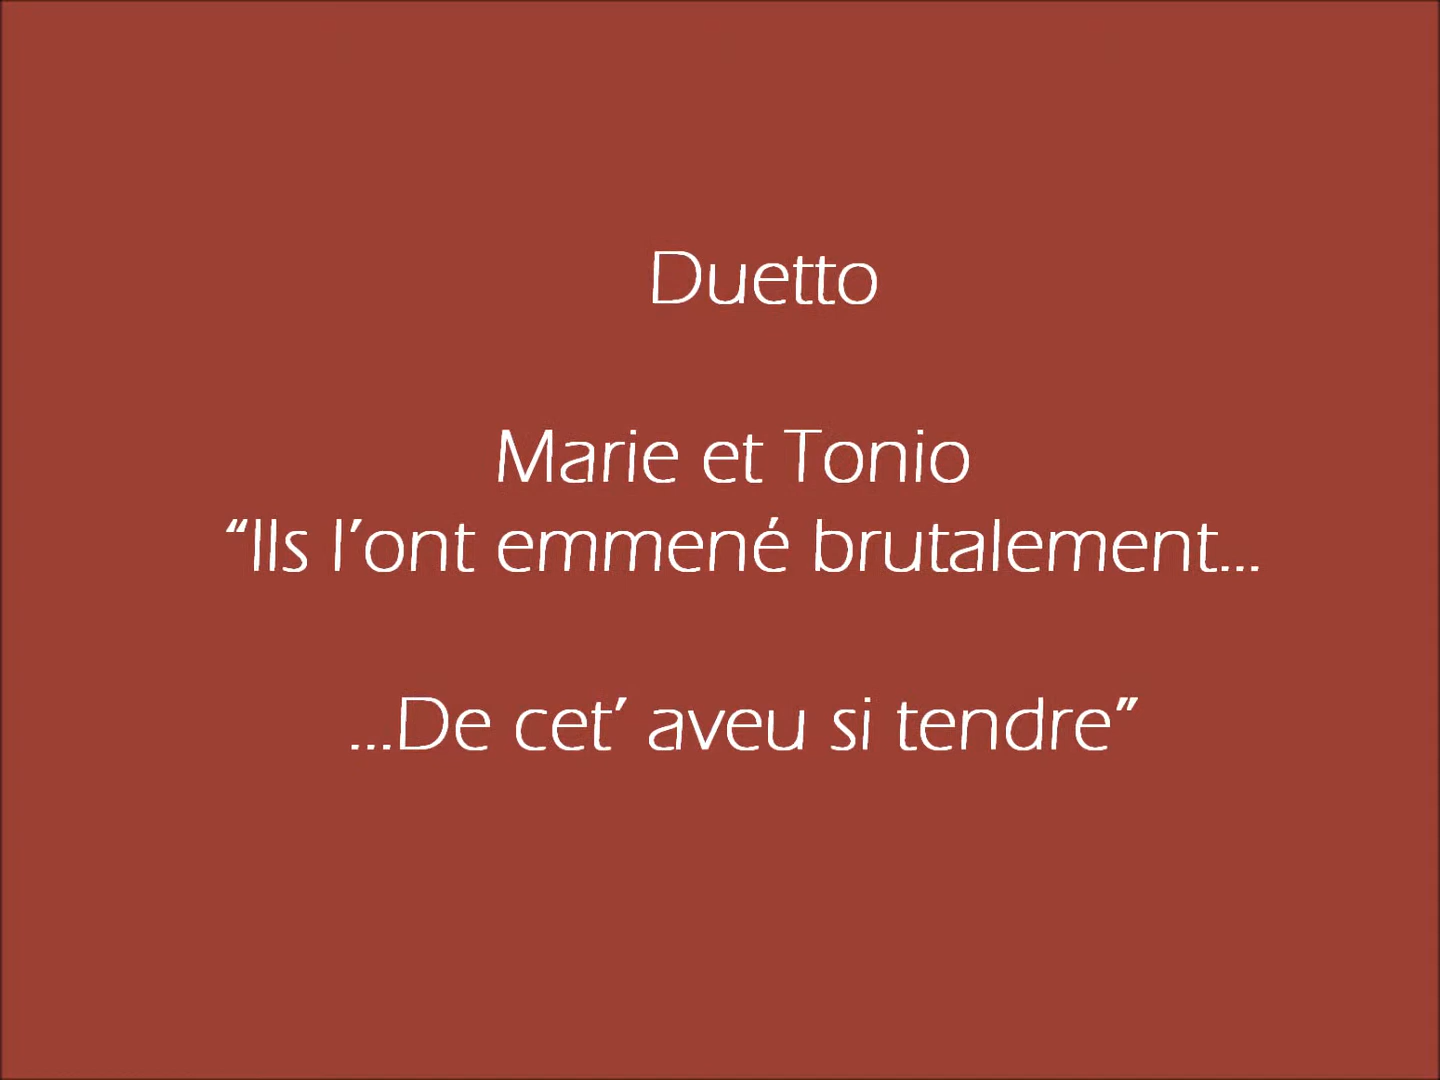 Duetto
Marie et Tonio
“Ils l’ont emmené brutalement...
...De cet’ aveu si tendre”